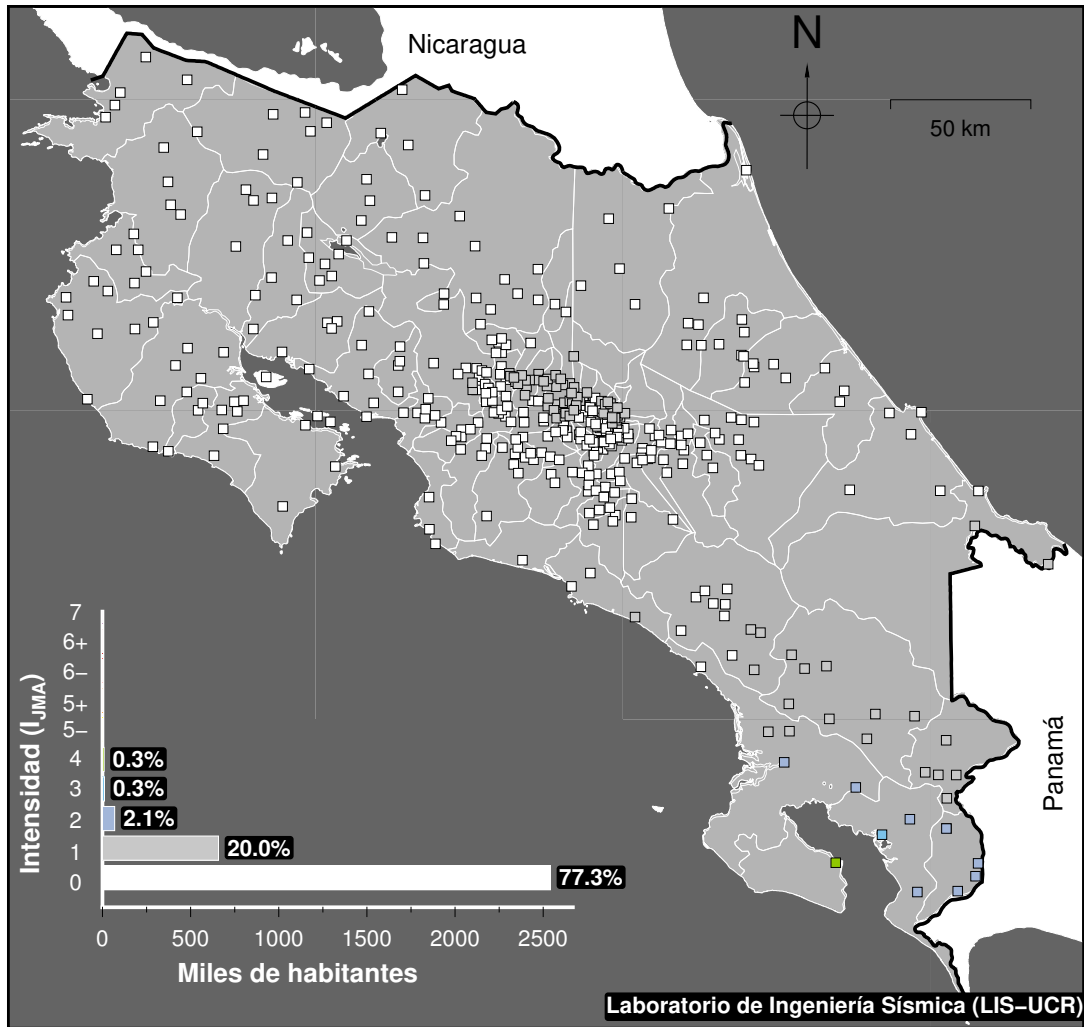 Nicaragua
N
50 km
Panamá
Intensidad (I_JMA)
7
6+
6−
5+
5−
4 0.3%
3 0.3%
2 2.1%
1 20.0%
0 77.3%
0 500 1000 1500 2000 2500
Miles de habitantes
Laboratorio de Ingeniería Sísmica (LIS−UCR)